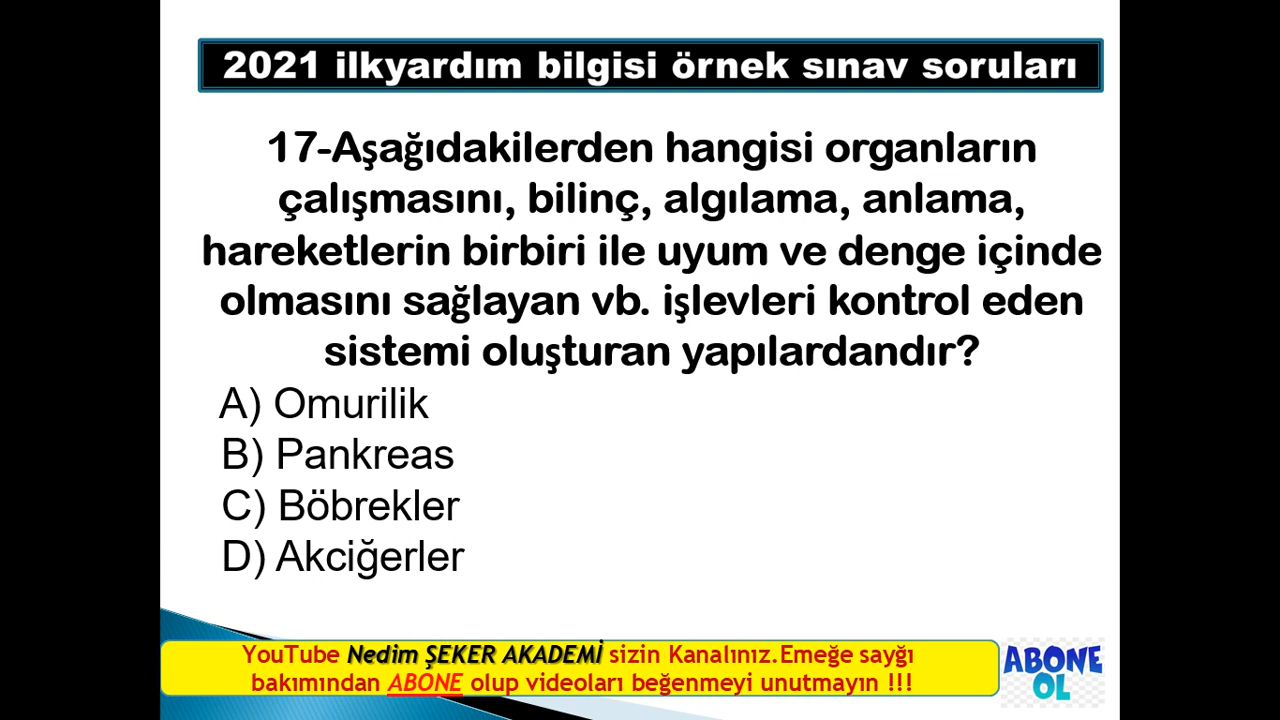 2021 ilkyardım bilgisi örnek sınav soruları
17-Aşağıdakilerden hangisi organların
çalışmasını, bilinç, algılama, anlama,
hareketlerin birbiri ile uyum ve denge içinde
olmasını sağlayan vb. işlevleri kontrol eden
sistemi oluşturan yapılardandır?
A) Omurilik
B) Pankreas
C) Böbrekler
D) Akciğerler
YouTube Nedim ŞEKER AKADEMİ sizin Kanalınız.Emeğe sayğı
bakımından ABONE olup videoları beğenmeyi unutmayın !!!
ABONE
OL